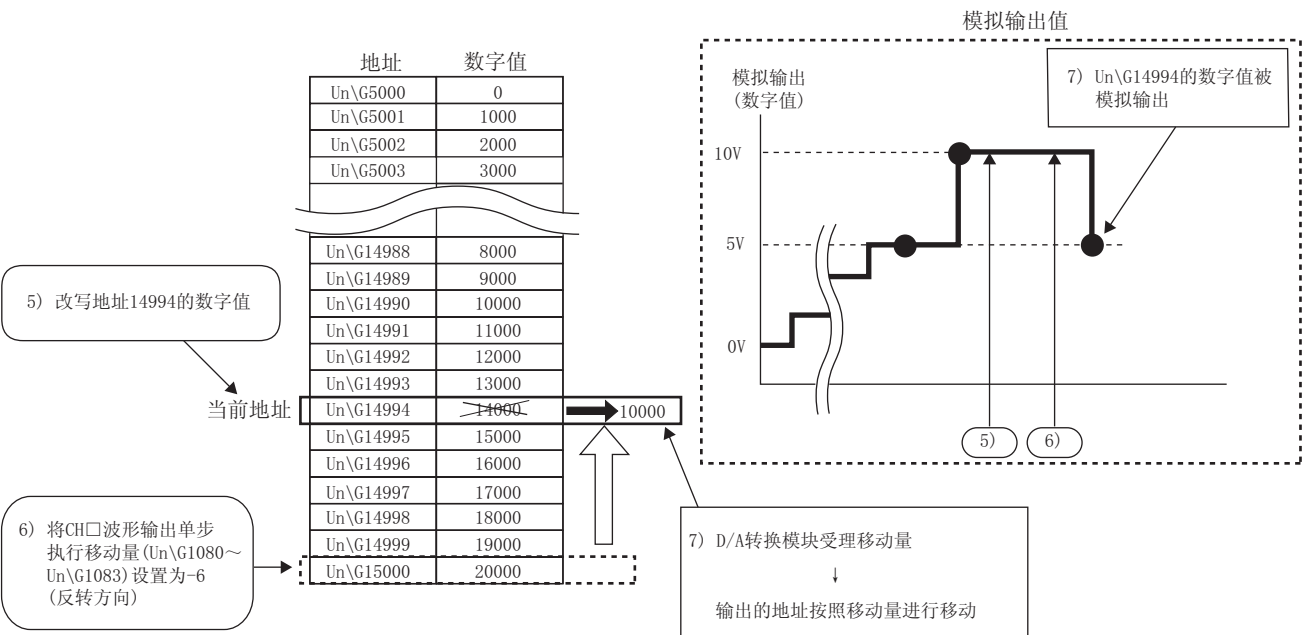 地址 数字值
Un\G5000 0
Un\G5001 1000
Un\G5002 2000
Un\G5003 3000
Un\G14988 8000
Un\G14989 9000
Un\G14990 10000
Un\G14991 11000
Un\G14992 12000
Un\G14993 13000
当前地址 Un\G14994 14000 10000
Un\G14995 15000
Un\G14996 16000
Un\G14997 17000
Un\G14998 18000
Un\G14999 19000
Un\G15000 20000
5) 改写地址14994的数字值
6) 将CH□波形输出单步
执行移动量(Un\G1080～
Un\G1083)设置为-6
(反转方向)
7) D/A转换模块受理移动量
↓
输出的地址按照移动量进行移动
模拟输出值
模拟输出
(数字值)
7) Un\G14994的数字值被
模拟输出
10V
5V
0V
5) 6)